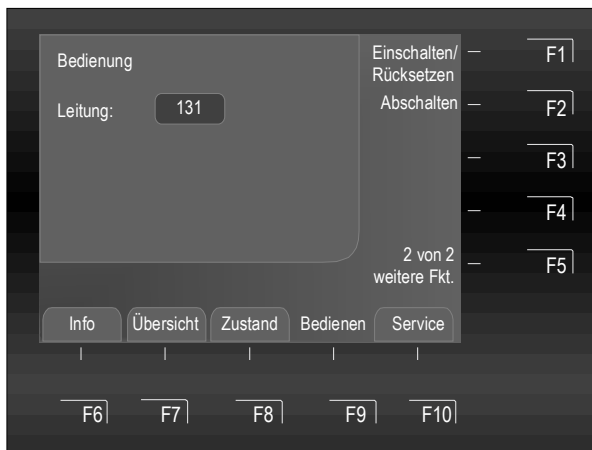 Bedienung
Leitung: 131
Einschalten/ – F1
Rücksetzen
Abschalten – F2
– F3
– F4
2 von 2 – F5
weitere Fkt.
Info Übersicht Zustand Bedienen Service
F6 F7 F8 F9 F10